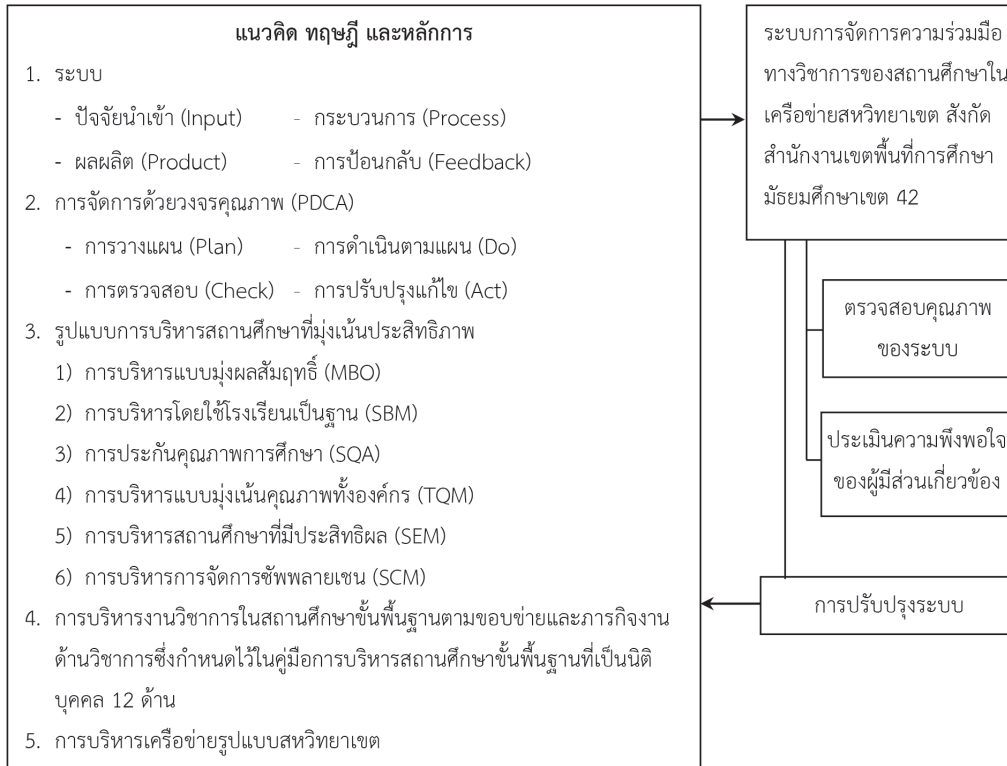 แนวคิด ทฤษฎี และหลักการ
1. ระบบ
- ปัจจัยนำเข้า (Input) - กระบวนการ (Process)
- ผลผลิต (Product) - การป้อนกลับ (Feedback)
2. การจัดการด้วยวงจรคุณภาพ (PDCA)
- การวางแผน (Plan) - การดำเนินตามแผน (Do)
- การตรวจสอบ (Check) - การปรับปรุงแก้ไข (Act)
3. รูปแบบการบริหารสถานศึกษาที่มุ่งเน้นประสิทธิภาพ
1) การบริหารแบบมุ่งผลสัมฤทธิ์ (MBO)
2) การบริหารโดยใช้โรงเรียนเป็นฐาน (SBM)
3) การประกันคุณภาพการศึกษา (SQA)
4) การบริหารแบบมุ่งเน้นคุณภาพทั้งองค์กร (TQM)
5) การบริหารสถานศึกษาที่มีประสิทธิผล (SEM)
6) การบริหารการจัดการซัพพลายเชน (SCM)
4. การบริหารงานวิชาการในสถานศึกษาขั้นพื้นฐานตามขอบข่ายและภารกิจงาน
ด้านวิชาการซึ่งกำหนดไว้ในคู่มือการบริหารสถานศึกษาขั้นพื้นฐานที่เป็นนิติ
บุคคล 12 ด้าน
5. การบริหารเครือข่ายรูปแบบสหวิทยาเขต
ระบบการจัดการความร่วมมือ
ทางวิชาการของสถานศึกษาใน
เครือข่ายสหวิทยาเขต สังกัด
สำนักงานเขตพื้นที่การศึกษา
มัธยมศึกษาเขต 42
ตรวจสอบคุณภาพ
ของระบบ
ประเมินความพึงพอใจ
ของผู้มีส่วนเกี่ยวข้อง
การปรับปรุงระบบ